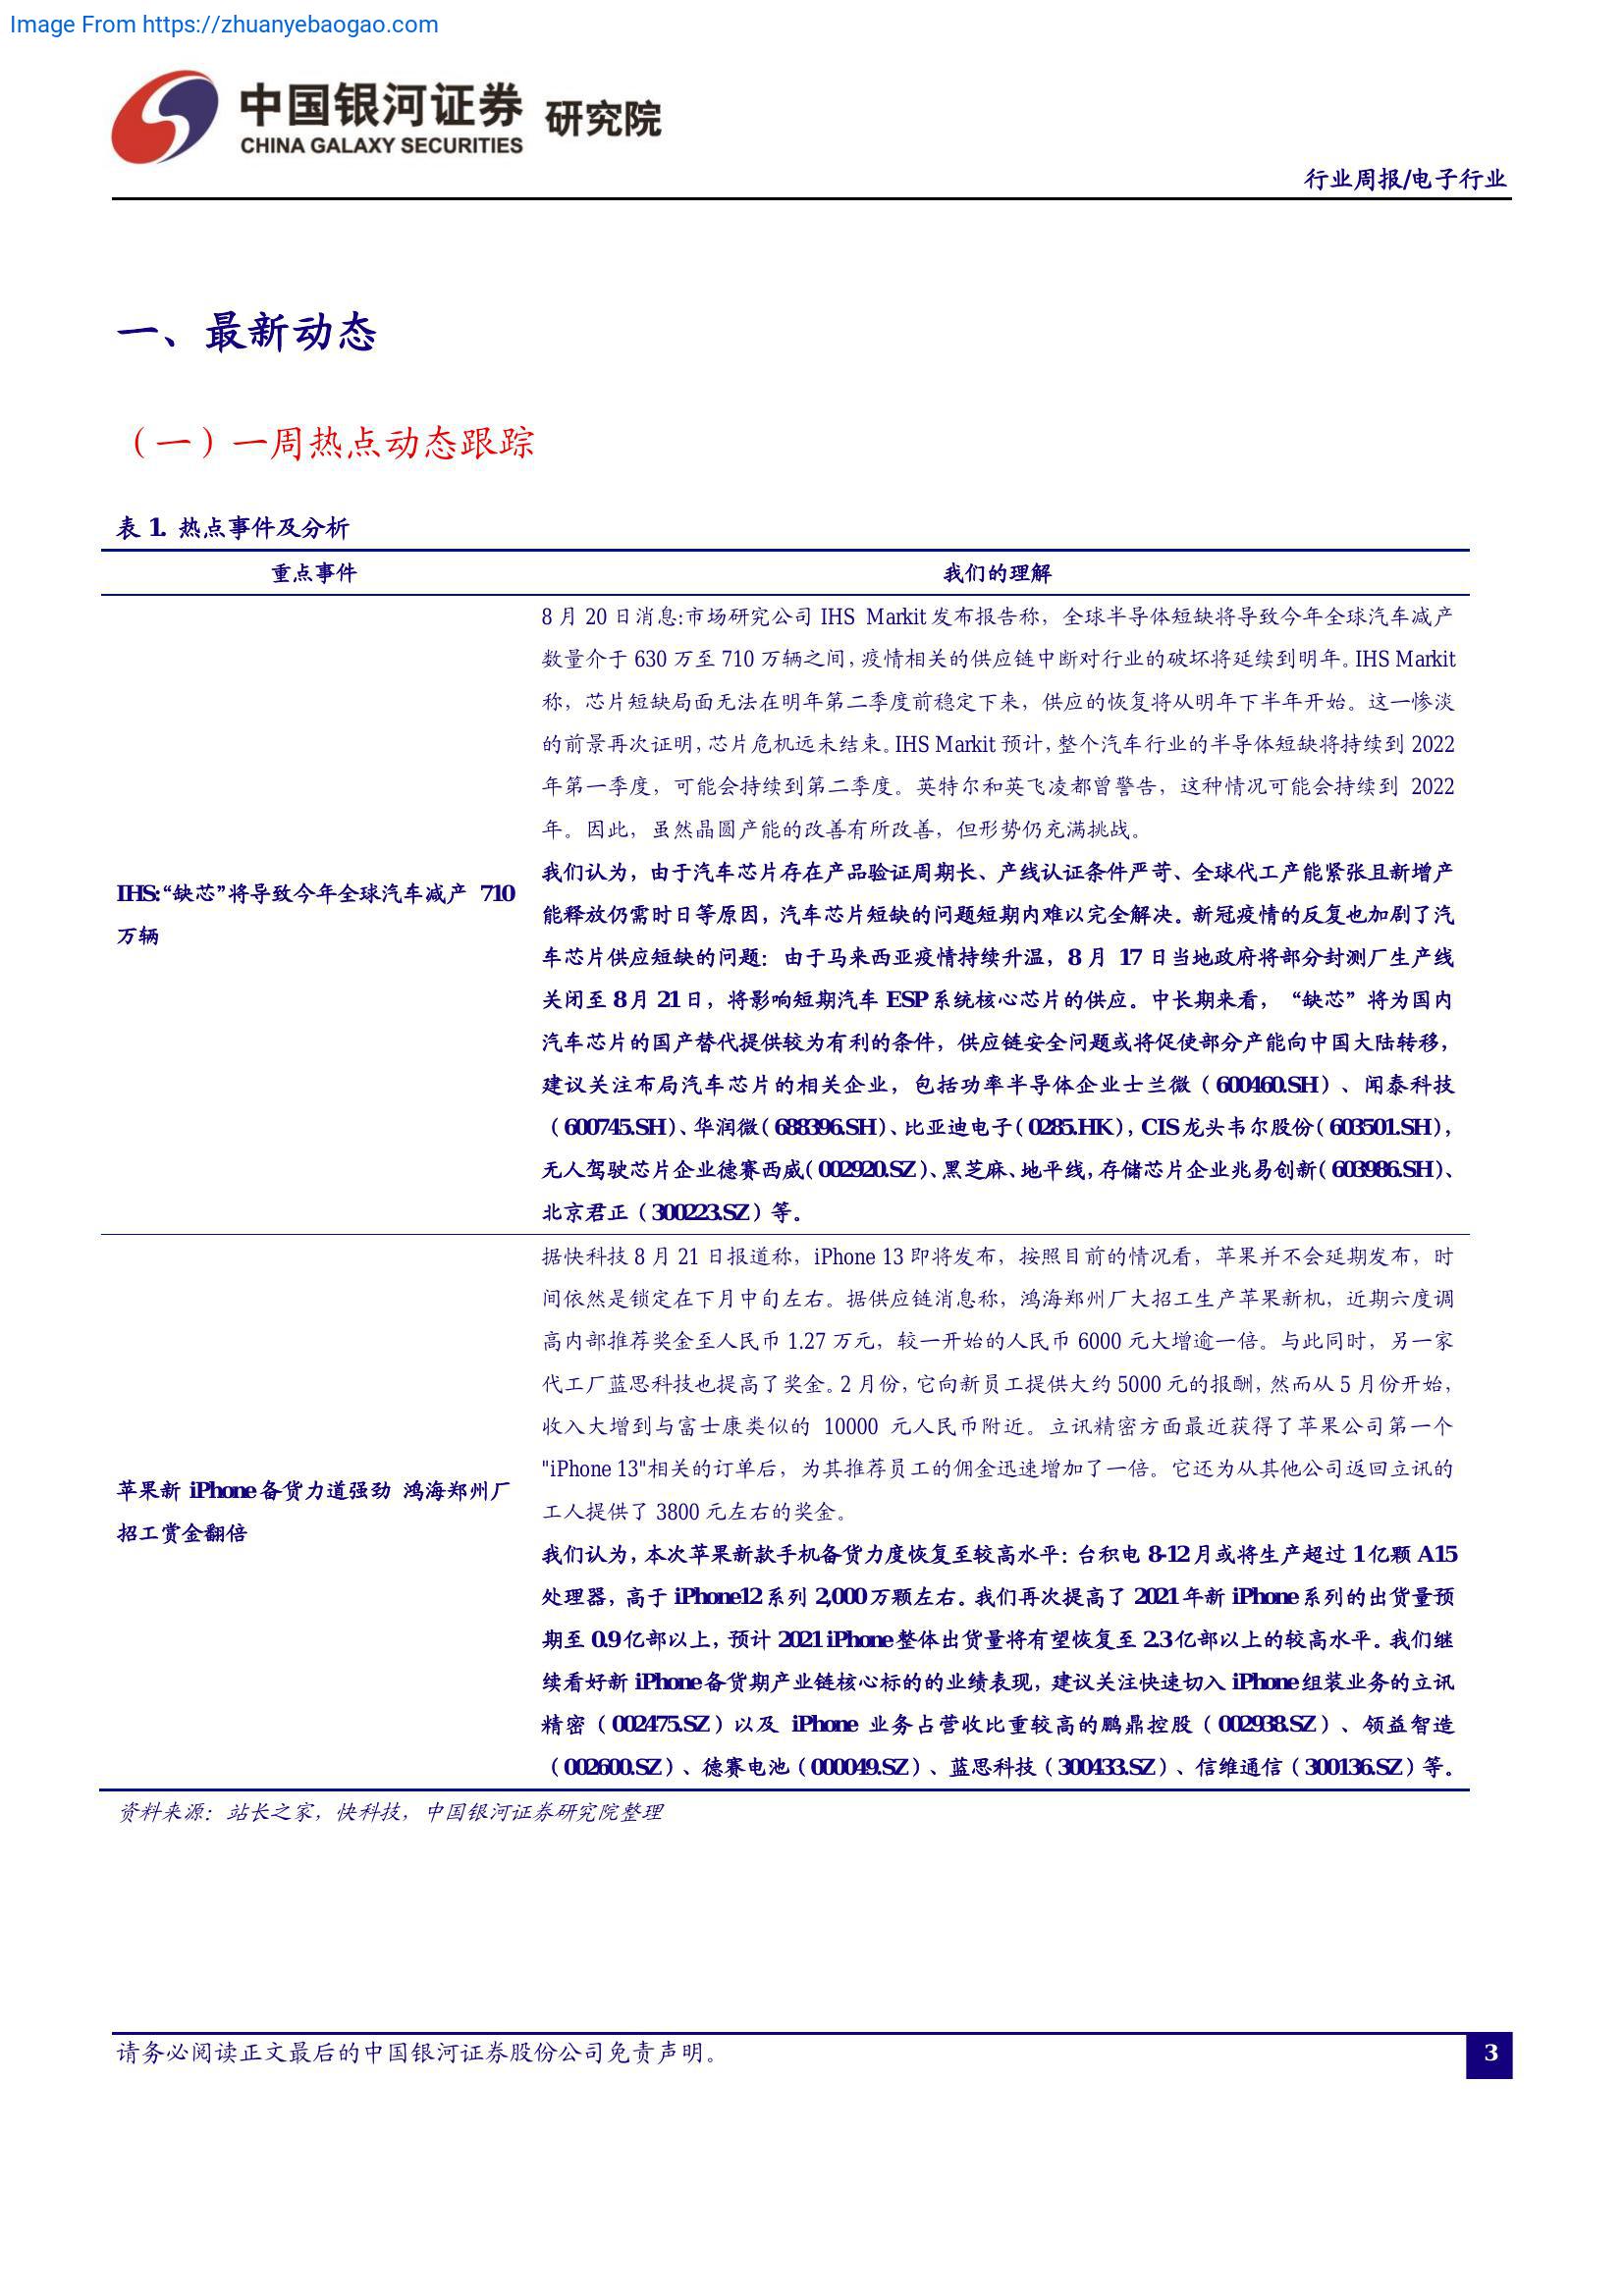 Image From https://zhuanyebaogao.com
中国银河证券 研究院
CHINA GALAXY SECURITIES
行业周报/电子行业
一、最新动态
（一）一周热点动态跟踪
表 1. 热点事件及分析
重点事件
我们的理解
IHS:“缺芯”将导致今年全球汽车减产 710
万辆
8 月 20 日消息:市场研究公司 IHS Markit 发布报告称，全球半导体短缺将导致今年全球汽车减产
数量介于 630 万至 710 万辆之间，疫情相关的供应链中断对行业的破坏将延续到明年。IHS Markit
称，芯片短缺局面无法在明年第二季度前稳定下来，供应的恢复将从明年下半年开始。这一惨淡
的前景再次证明，芯片危机远未结束。IHS Markit 预计，整个汽车行业的半导体短缺将持续到 2022
年第一季度，可能会持续到第二季度。英特尔和英飞凌都曾警告，这种情况可能会持续到 2022
年。因此，虽然晶圆产能的改善有所改善，但形势仍充满挑战。
我们认为，由于汽车芯片存在产品验证周期长、产线认证条件严苛、全球代工产能紧张且新增产
能释放仍需时日等原因，汽车芯片短缺的问题短期内难以完全解决。新冠疫情的反复也加剧了汽
车芯片供应短缺的问题：由于马来西亚疫情持续升温，8 月 17 日当地政府将部分封测厂生产线
关闭至 8 月 21 日，将影响短期汽车 ESP 系统核心芯片的供应。中长期来看，“缺芯”将为国内
汽车芯片的国产替代提供较为有利的条件，供应链安全问题或将促使部分产能向中国大陆转移，
建议关注布局汽车芯片的相关企业，包括功率半导体企业士兰微（600460.SH）、闻泰科技
（600745.SH）、华润微（688396.SH）、比亚迪电子（0285.HK），CIS 龙头韦尔股份（603501.SH），
无人驾驶芯片企业德赛西威（002920.SZ）、黑芝麻、地平线，存储芯片企业兆易创新（603986.SH）、
北京君正（300223.SZ）等。
苹果新 iPhone 备货力道强劲 鸿海郑州厂
招工赏金翻倍
据快科技 8 月 21 日报道称，iPhone 13 即将发布，按照目前的情况看，苹果并不会延期发布，时
间依然是锁定在下月中旬左右。据供应链消息称，鸿海郑州厂大招工生产苹果新机，近期六度调
高内部推荐奖金至人民币 1.27 万元，较一开始的人民币 6000 元大增逾一倍。与此同时，另一家
代工厂蓝思科技也提高了奖金。2 月份，它向新员工提供大约 5000 元的报酬，然而从 5 月份开始，
收入大增到与富士康类似的 10000 元人民币附近。立讯精密方面最近获得了苹果公司第一个
"iPhone 13"相关的订单后，为其推荐员工的佣金迅速增加了一倍。它还为从其他公司返回立讯的
工人提供了 3800 元左右的奖金。
我们认为，本次苹果新款手机备货力度恢复至较高水平：台积电 8-12 月或将生产超过 1 亿颗 A15
处理器，高于 iPhone12 系列 2,000 万颗左右。我们再次提高了 2021 年新 iPhone 系列的出货量预
期至 0.9 亿部以上，预计 2021 iPhone 整体出货量将有望恢复至 2.3 亿部以上的较高水平。我们继
续看好新 iPhone 备货期产业链核心标的的业绩表现，建议关注快速切入 iPhone 组装业务的立讯
精密（002475.SZ）以及 iPhone 业务占营收比重较高的鹏鼎控股（002938.SZ）、领益智造
（002600.SZ）、德赛电池（000049.SZ）、蓝思科技（300433.SZ）、信维通信（300136.SZ）等。
资料来源：站长之家，快科技，中国银河证券研究院整理
请务必阅读正文最后的中国银河证券股份公司免责声明。
3